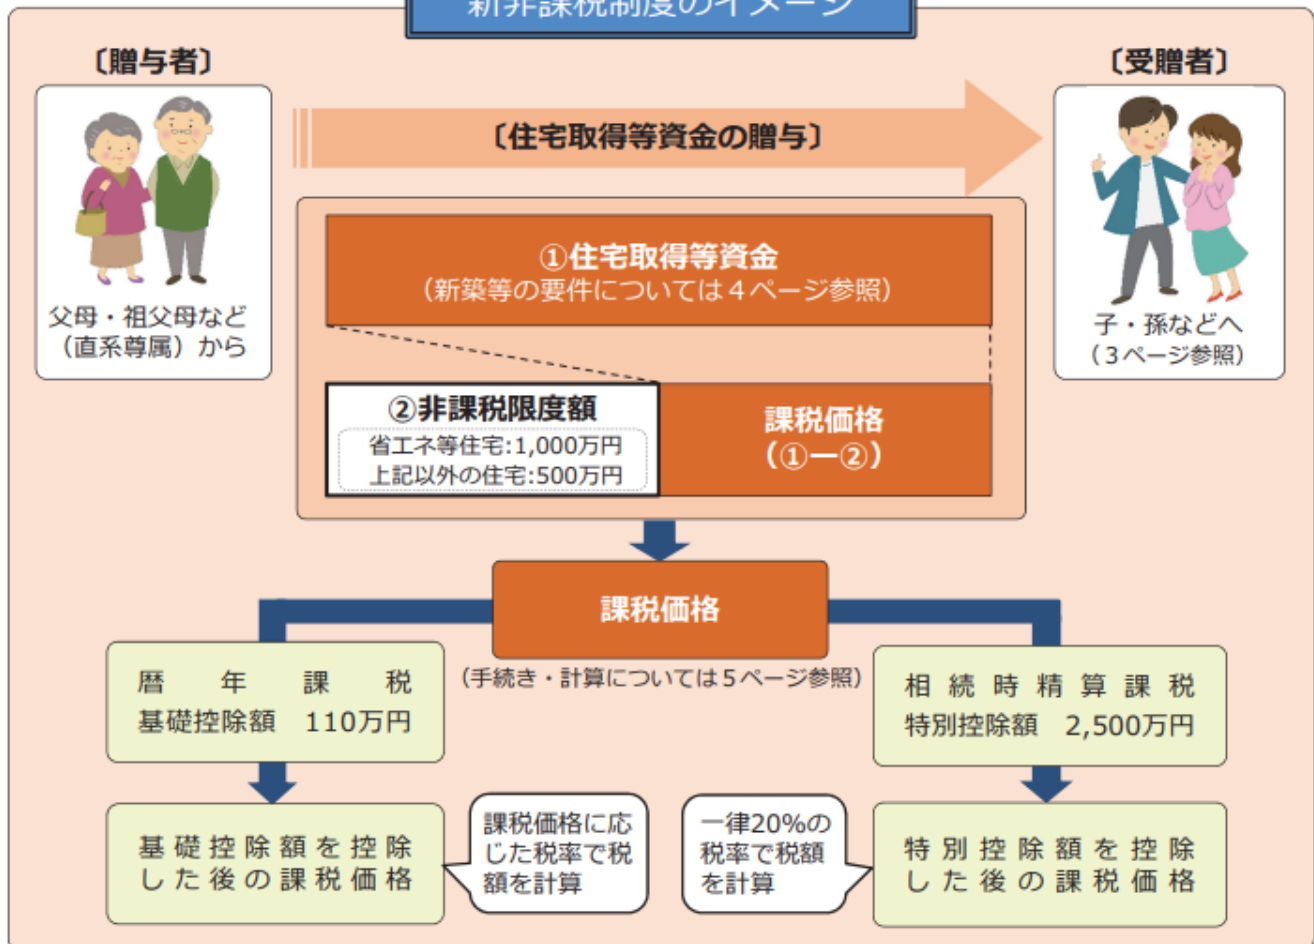 新非課税制度のイメージ
〔贈与者〕
〔受贈者〕
〔住宅取得等資金の贈与〕
父母・祖父母など
（直系尊属）から
子・孫などへ
（３ページ参照）
①住宅取得等資金
（新築等の要件については４ページ参照）
②非課税限度額
省エネ等住宅:1,000万円
上記以外の住宅:500万円
課税価格
（①―②）
課税価格
（手続き・計算については５ページ参照）
暦年課税
基礎控除額　110万円
相続時精算課税
特別控除額　2,500万円
基礎控除額を控除
した後の課税価格
課税価格に応
じた税率で税
額を計算
一律20%の
税率で税額
を計算
特別控除額を控除
した後の課税価格